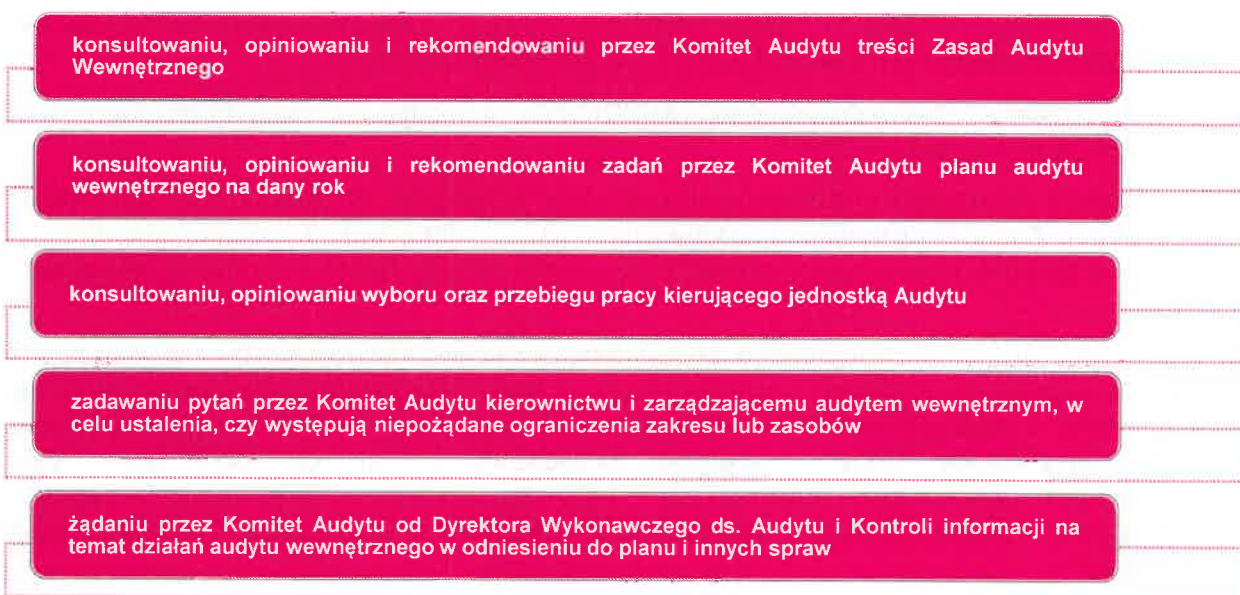 konsultowaniu, opiniowaniu i rekomendowaniu przez Komitet Audytu treści Zasad Audytu
Wewnętrznego
konsultowaniu, opiniowaniu i rekomendowaniu zadań przez Komitet Audytu planu audytu
wewnętrznego na dany rok
konsultowaniu, opiniowaniu wyboru oraz przebiegu pracy kierującego jednostką Audytu
zadawaniu pytań przez Komitet Audytu kierownictwu i zarządzającemu audytem wewnętrznym, w
celu ustalenia, czy występują niepożądane ograniczenia zakresu lub zasobów
żądaniu przez Komitet Audytu od Dyrektora Wykonawczego ds. Audytu i Kontroli informacji na
temat działań audytu wewnętrznego w odniesieniu do planu i innych spraw